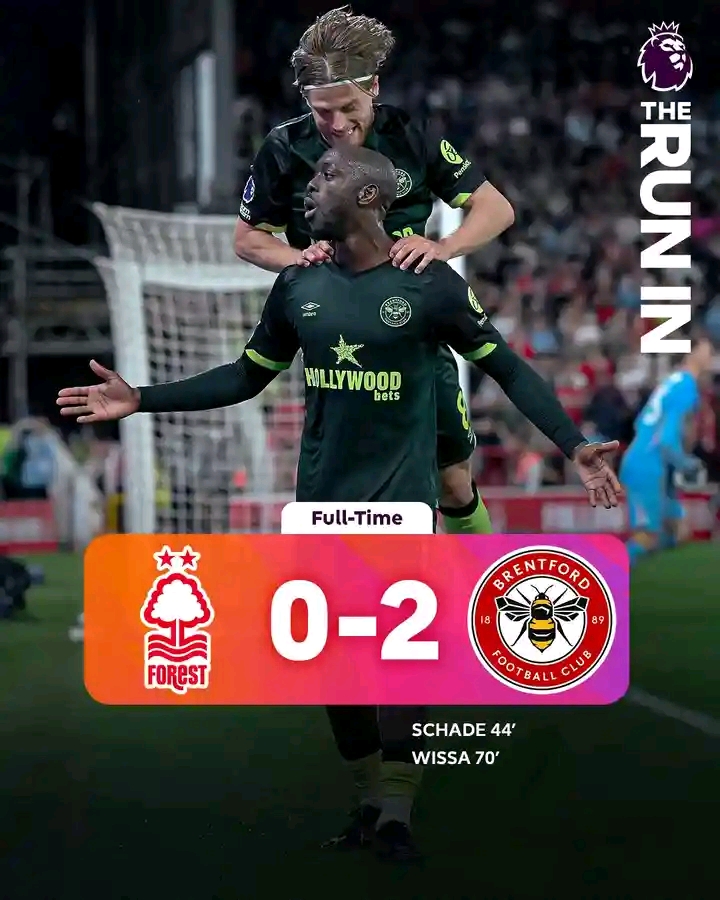 THE
RUN IN
umbro
HOLLYWOOD
bets
Full-Time
FOREST
0-2
BRENTFORD
18 89
FOOTBALL CLUB
SCHADE 44'
WISSA 70'